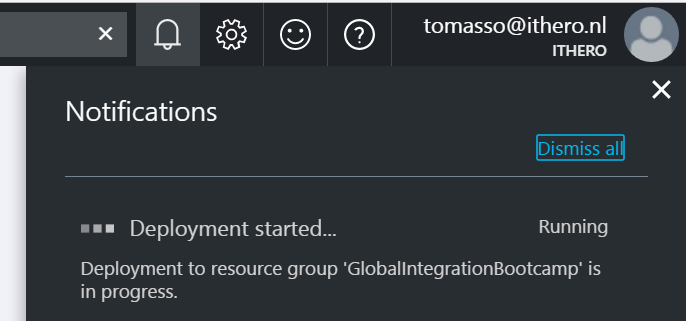 tomasso@ithero.nl
ITHERO
Notifications
Dismiss all
Deployment started...
Running
Deployment to resource group 'GlobalIntegrationBootcamp' is
in progress.